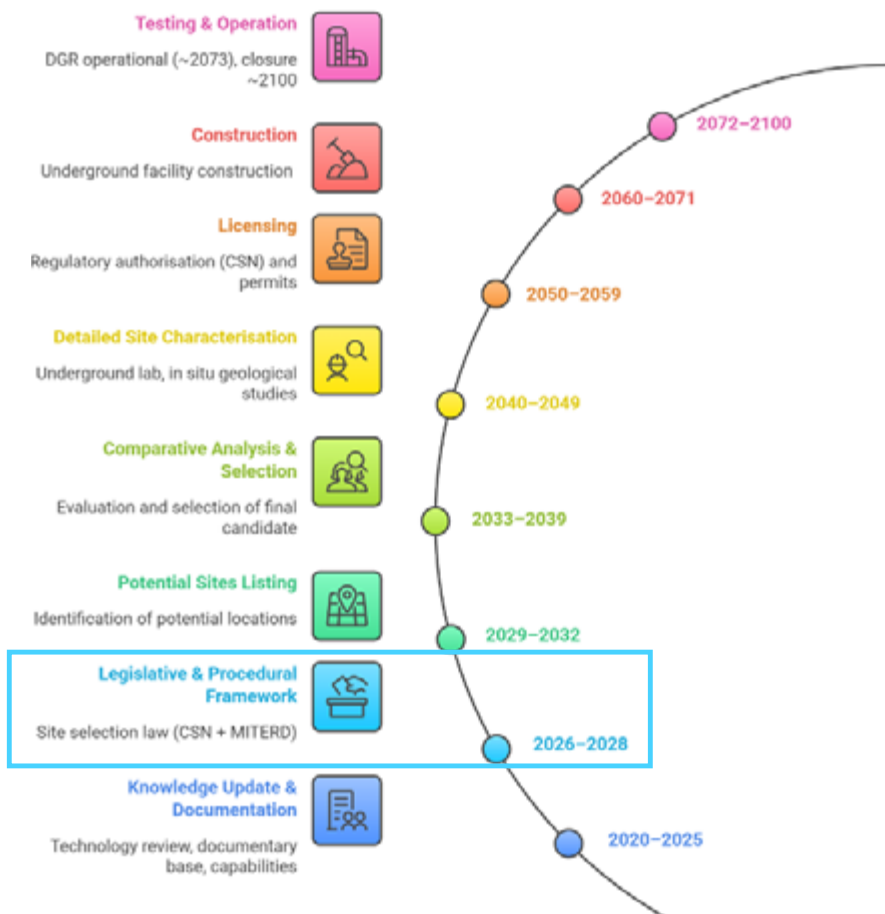 Testing & Operation
DGR operational (~2073), closure
~2100
2072–2100
Construction
Underground facility construction
2060–2071
Licensing
Regulatory authorisation (CSN) and
permits
2050–2059
Detailed Site Characterisation
Underground lab, in situ geological
studies
2040–2049
Comparative Analysis &
Selection
Evaluation and selection of final
candidate
2033–2039
Potential Sites Listing
Identification of potential locations
2029–2032
Legislative & Procedural
Framework
Site selection law (CSN + MITERD)
2026–2028
Knowledge Update &
Documentation
Technology review, documentary
base, capabilities
2020–2025